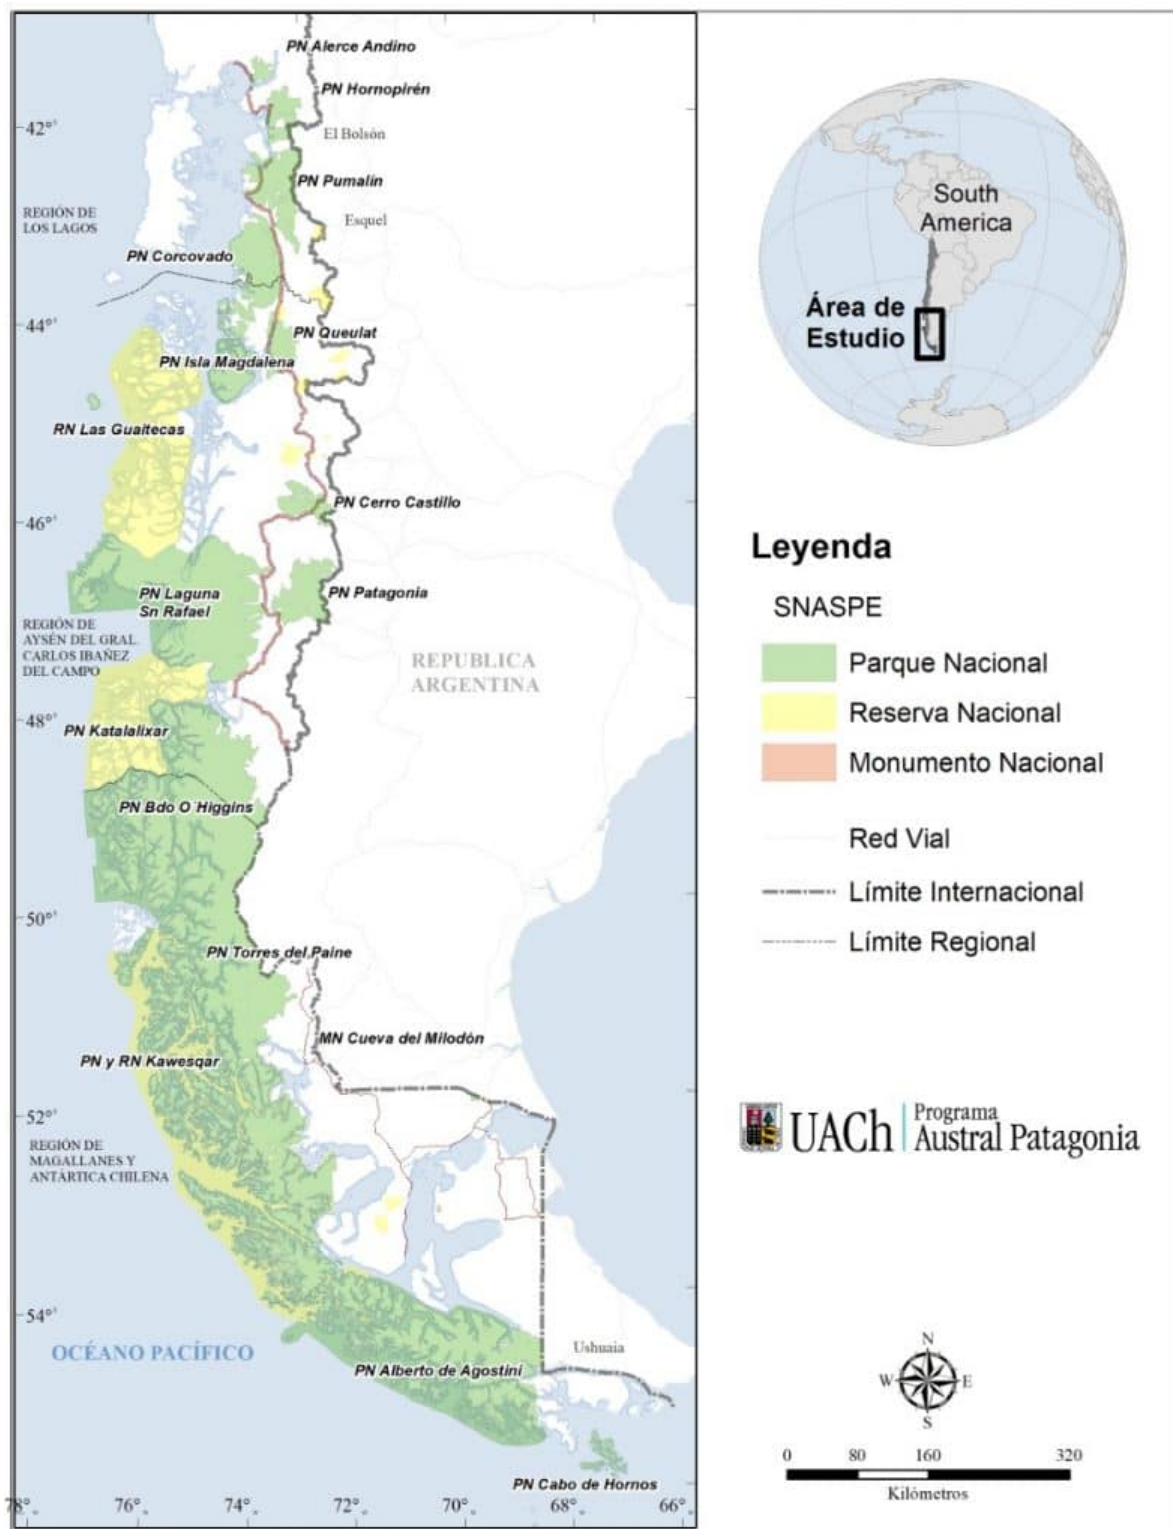 PN Alerce Andino
PN Hornopirén
42°
El Bolsón
PN Pumalín
REGIÓN DE
LOS LAGOS
Esquel
PN Corcovado
44°
PN Queulat
PN Isla Magdalena
RN Las Guaitecas
PN Cerro Castillo
46°
PN Laguna
Sn Rafael
PN Patagonia
REGIÓN DE
AYSÉN DEL GRAL.
CARLOS IBAÑEZ
DEL CAMPO
REPUBLICA
ARGENTINA
48°
PN Katalalixar
PN Bdo O´Higgins
50°
PN Torres del Paine
MN Cueva del Milodón
PN y RN Kawesqar
52°
REGIÓN DE
MAGALLANES Y
ANTÁRTICA CHILENA
54°
OCÉANO PACÍFICO
Ushuaia
PN Alberto de Agostini
PN Cabo de Hornos
78° 76° 74° 72° 70° 68° 66°
South
America
Área de
Estudio
Leyenda
SNASPE
Parque Nacional
Reserva Nacional
Monumento Nacional
Red Vial
Límite Internacional
Límite Regional
UACh
Programa
Austral Patagonia
N
W E
S
0 80 160 320
Kilómetros